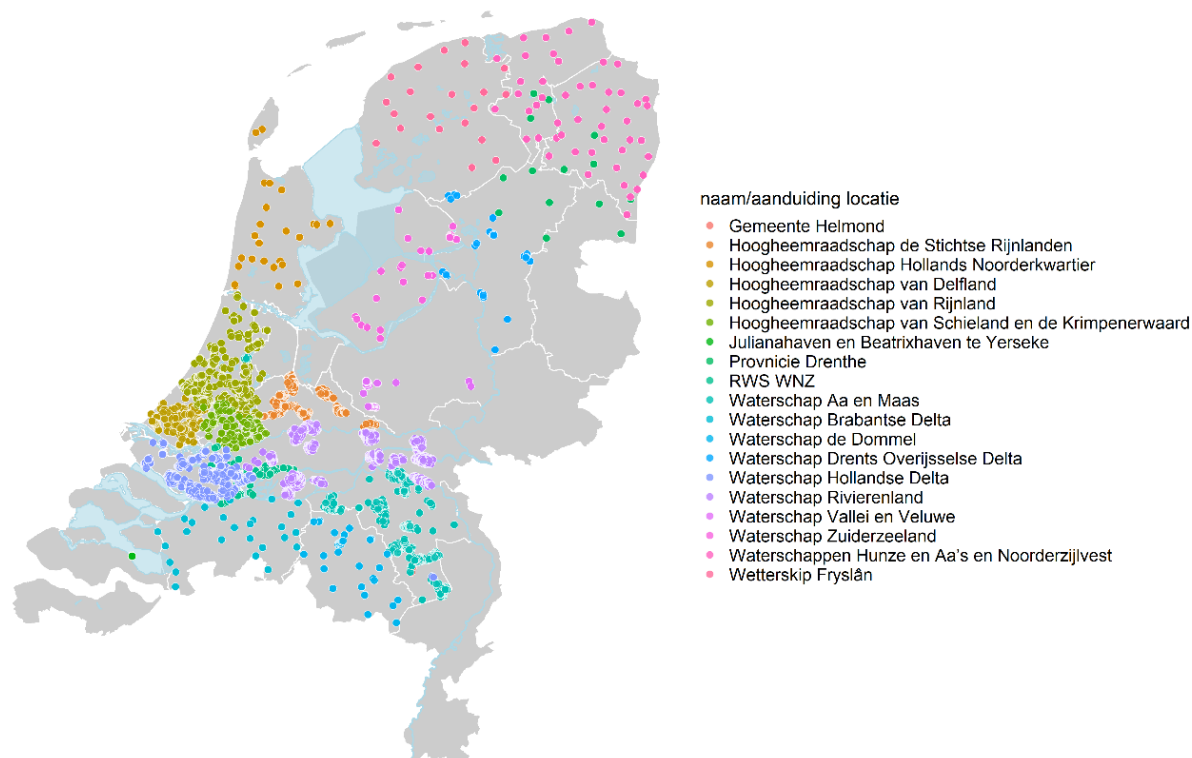 naam/aanduiding locatie
Gemeente Helmond
Hoogheemraadschap de Stichtse Rijnlanden
Hoogheemraadschap Hollands Noorderkwartier
Hoogheemraadschap van Delfland
Hoogheemraadschap van Rijnland
Hoogheemraadschap van Schieland en de Krimpenerwaard
Julianahaven en Beatrixhaven te Yerseke
Provnicie Drenthe
RWS WNZ
Waterschap Aa en Maas
Waterschap Brabantse Delta
Waterschap de Dommel
Waterschap Drents Overijsselse Delta
Waterschap Hollandse Delta
Waterschap Rivierenland
Waterschap Vallei en Veluwe
Waterschap Zuiderzeeland
Waterschappen Hunze en Aa's en Noorderzijlvest
Wetterskip Fryslân